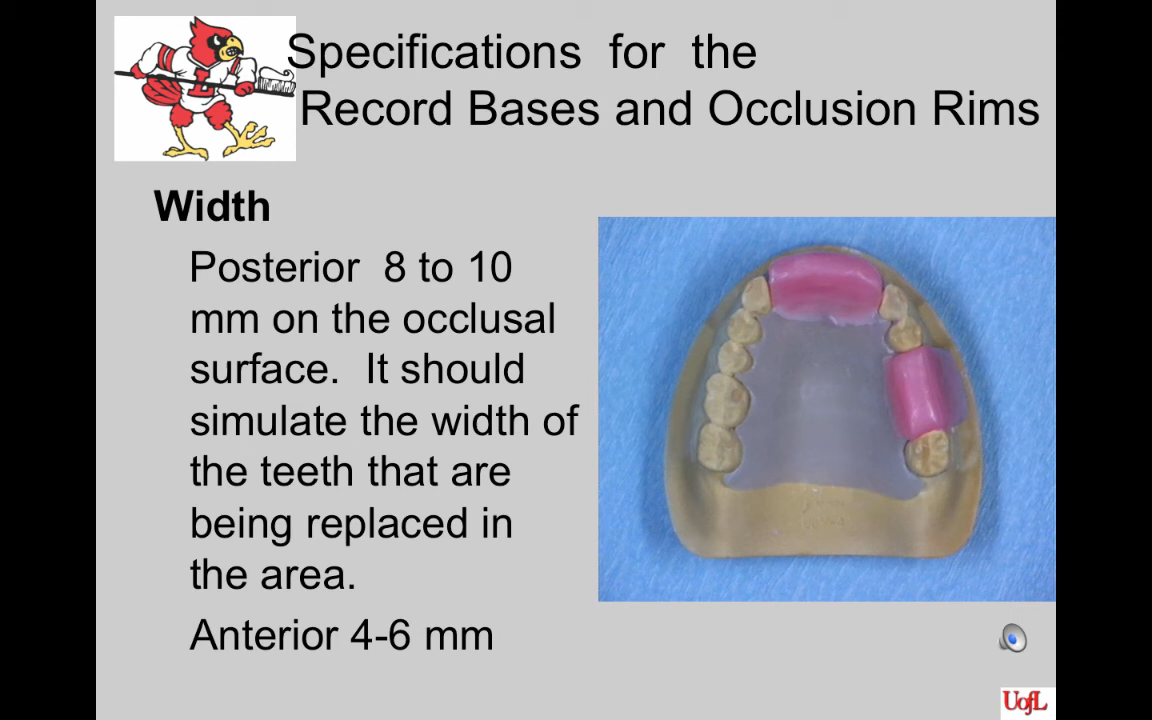 Specifications for the
Record Bases and Occlusion Rims
Width
Posterior 8 to 10
mm on the occlusal
surface. It should
simulate the width of
the teeth that are
being replaced in
the area.
Anterior 4-6 mm
UofL